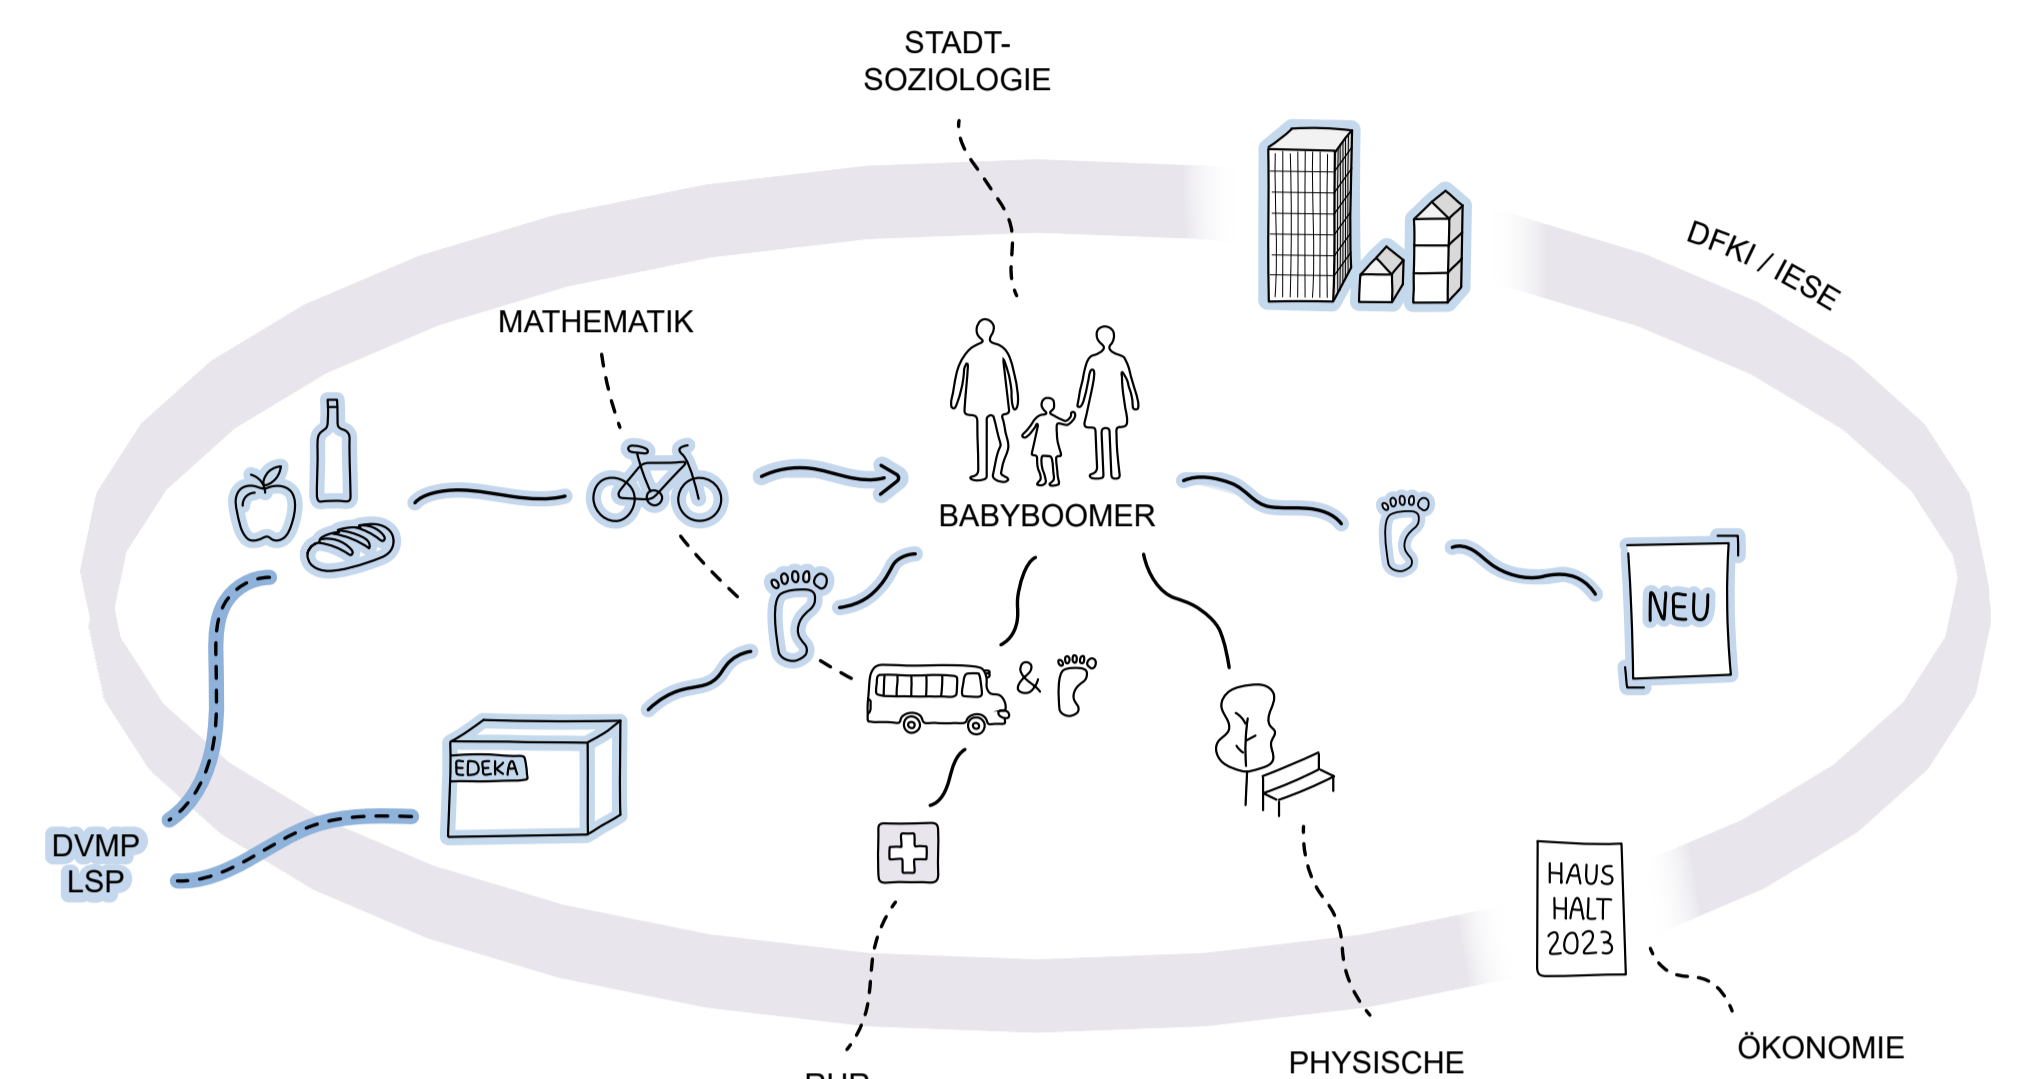 STADT-
SOZIOLOGIE
DFKI / IESE
MATHEMATIK
BABYBOOMER
NEU
&
EDEKA
DVMP
LSP
HAUS
HALT
2023
ÖKONOMIE
PHYSISCHE